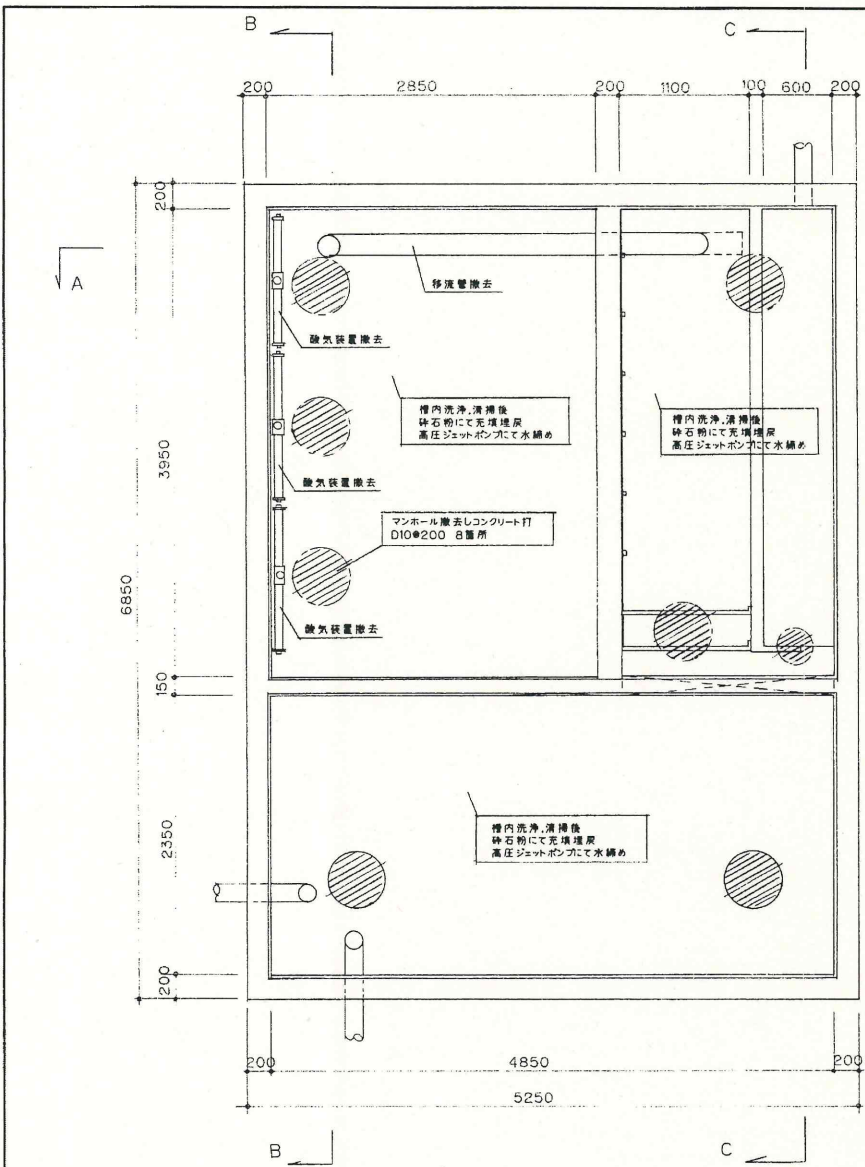 B
C
200
2850
200
1100
100
600
200
200
A
移流管撤去
酸気装置撤去
槽内洗浄,清掃後
砕石粉にて充填埋戻
高圧ジェットポンプにて水締め
槽内洗浄,清掃後
砕石粉にて充填埋戻
高圧ジェットポンプにて水締め
3950
酸気装置撤去
マンホール撤去しコンクリート打
D10@200 8箇所
6850
酸気装置撤去
150
槽内洗浄,清掃後
砕石粉にて充填埋戻
高圧ジェットポンプにて水締め
2350
200
200
4850
200
5250
B
C